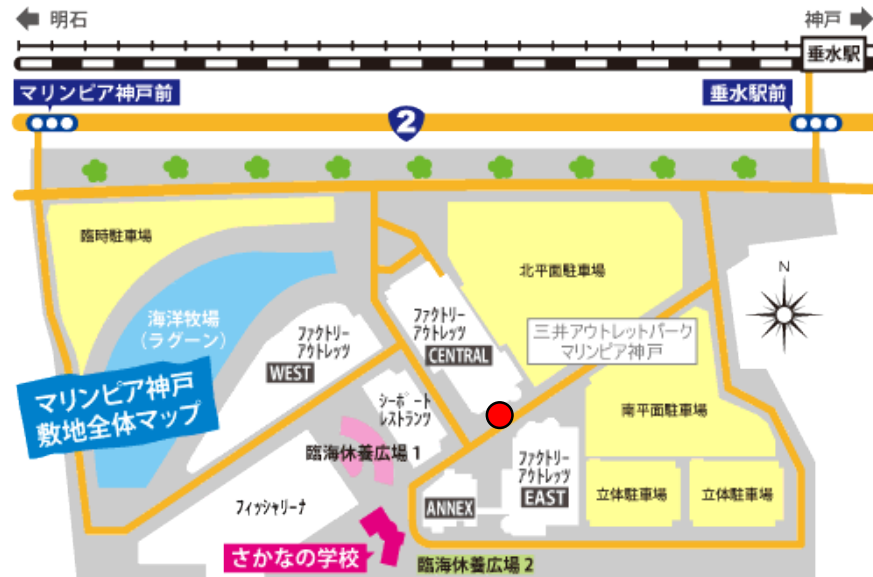 明石
神戸
垂水駅
マリンピア神戸前
垂水駅前
2
臨時駐車場
北平面駐車場
N
海洋牧場
(ラグーン)
ファクトリー
アウトレッツ
WEST
ファクトリー
アウトレッツ
CENTRAL
三井アウトレットパーク
マリンピア神戸
マリンピア神戸
敷地全体マップ
シーポート
レストランツ
南平面駐車場
臨海休養広場1
ファクトリー
アウトレッツ
EAST
立体駐車場
立体駐車場
フィッシャリーナ
ANNEX
さかなの学校
臨海休養広場2